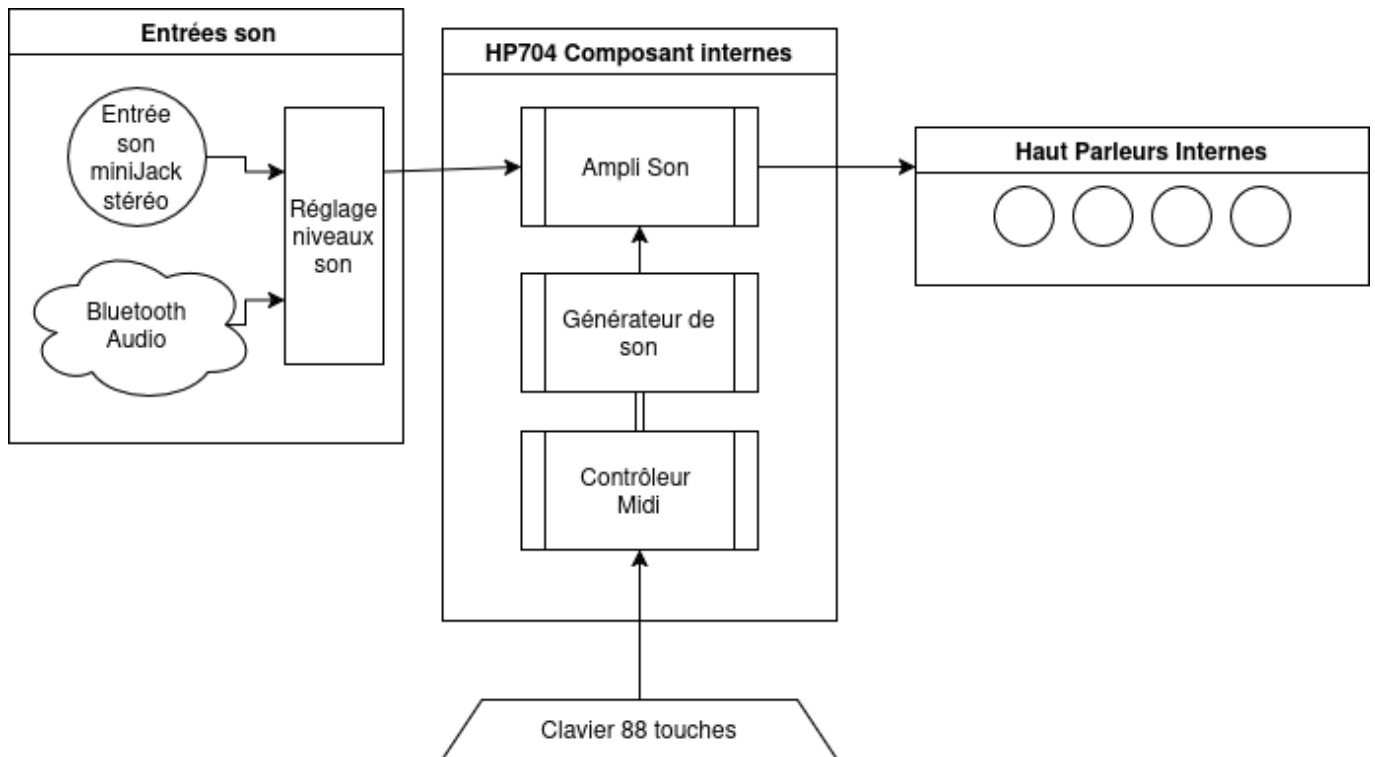 Entrées son
Entrée
son
miniJack
stéréo
Réglage
niveaux
son
Bluetooth
Audio
HP704 Composant internes
Ampli Son
Générateur de
son
Contrôleur
Midi
Clavier 88 touches
Haut Parleurs Internes